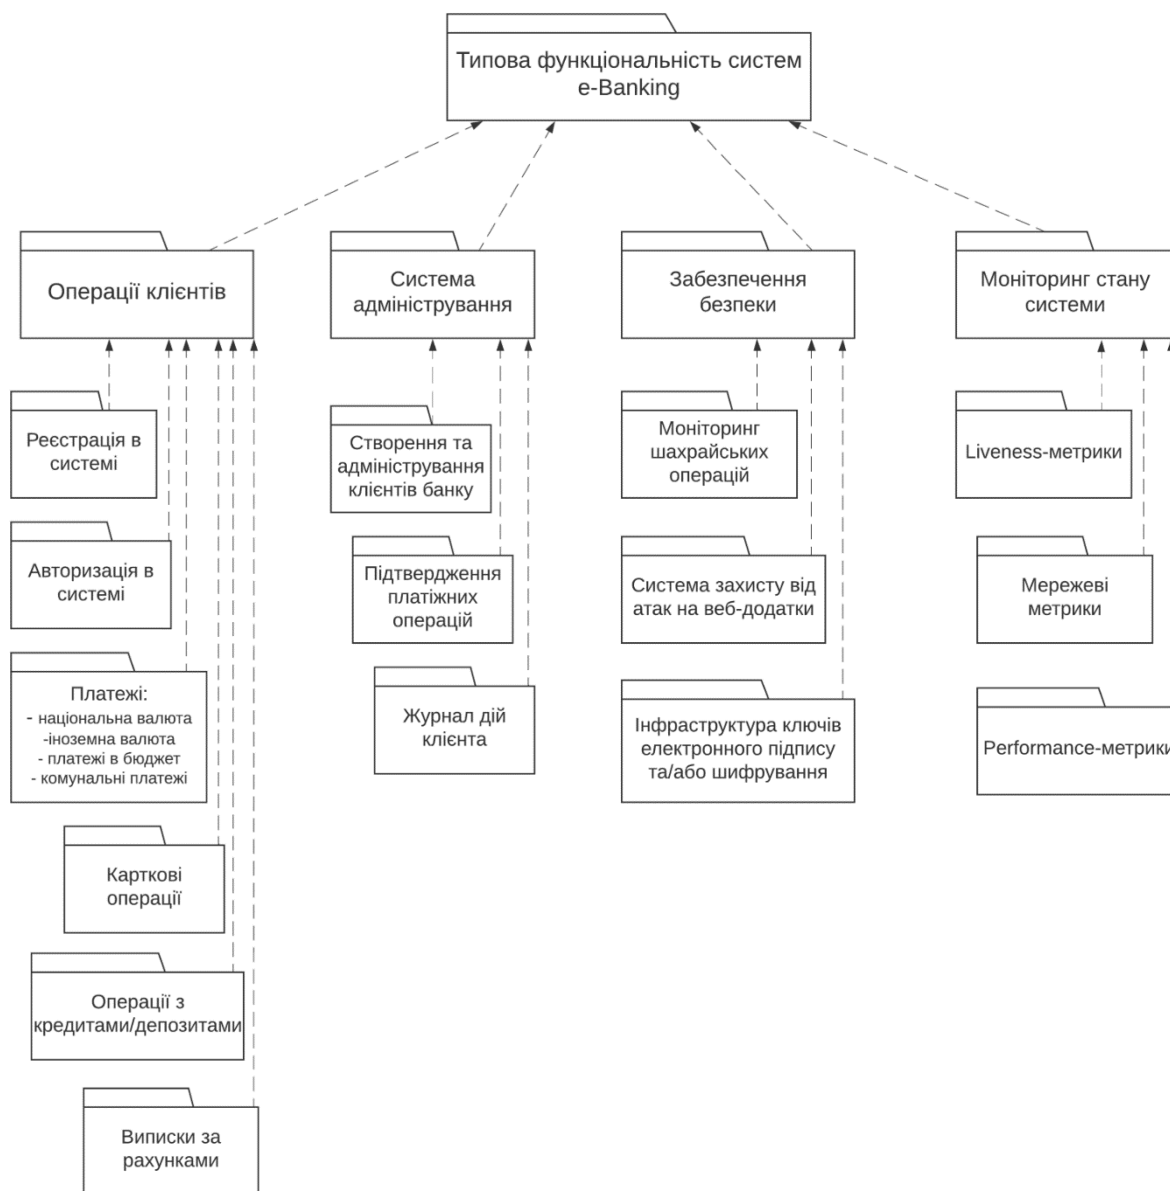 Типова функціональність систем
e-Banking
Операції клієнтів
Система
адміністрування
Забезпечення
безпеки
Моніторинг стану
системи
Реєстрація в
системі
Авторизація в
системі
Платежі:
- національна валюта
-іноземна валюта
- платежі в бюджет
- комунальні платежі
Карткові
операції
Операції з
кредитами/депозитами
Виписки за
рахунками
Створення та
адміністрування
клієнтів банку
Підтвердження
платіжних
операцій
Журнал дій
клієнта
Моніторинг
шахрайських
операцій
Система захисту від
атак на веб-додатки
Інфраструктура ключів
електронного підпису
та/або шифрування
Liveness-метрики
Мережеві
метрики
Performance-метрики